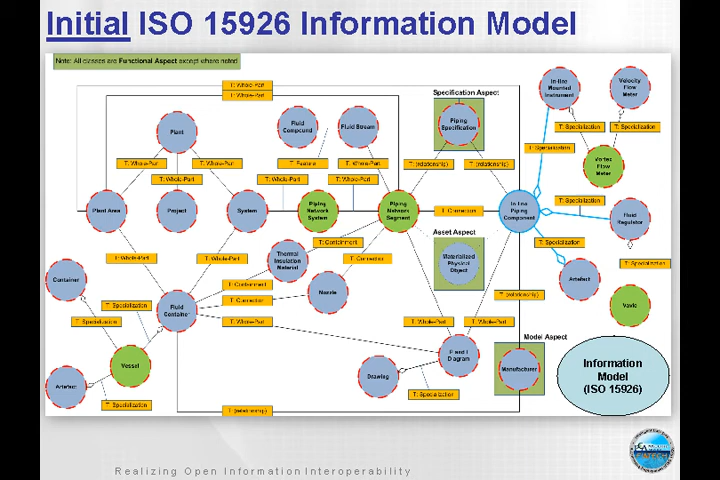 Initial ISO 15926 Information Model
Note: All classes are Functional Aspect except where noted
T: Whole-Part
T: Whole-Part
Specification Aspect
In-line
Mounted
Instrument
Velocity
Flow
Meter
Plant
Fluid
Compound
Fluid Stream
Piping
Specification
T: Specialization
T: Specialization
T: Specialization
T: Whole-Part
T: Whole-Part
T: Feature
T: Whole-Part
T: (relationship)
T: (relationship)
Vortex
Flow
Meter
T: Whole-Part
T: Whole-Part
T: Whole-Part
Plant Area
Project
System
Piping
Network
System
Piping
Network
Segment
T: Connection
In-line
Piping
Component
T: Specialization
Fluid
Regulator
Asset Aspect
T: Containment
T: Specialization
T: Whole-Part
T: Whole-Part
Thermal
Insulation
Material
T: Connection
Materialized
Physical
Object
T: Specialization
Container
T: Containment
Nozzle
Artefact
T: Specialization
Fluid
Container
T: Connection
T: (relationship)
Valve
T: Specialization
T: Whole-Part
T: Whole-Part
T: Whole-Part
Model Aspect
Vessel
P and I
Diagram
Manufacturer
Information
Model
(ISO 15926)
Artefact
Drawing
T: Specialization
T: Specialization
T: (relationship)
Realizing Open Information Interoperability